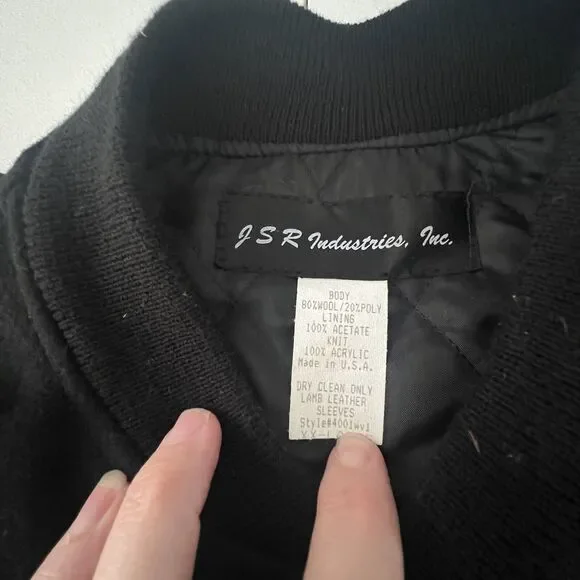 J S R Industries, Inc.
BODY
80%WOOL/20%POLY
LINING
100% ACETATE
KNIT
100% ACRYLIC
Made in U.S.A.
DRY CLEAN ONLY
LAMB LEATHER
SLEEVES
Style#4001wv1